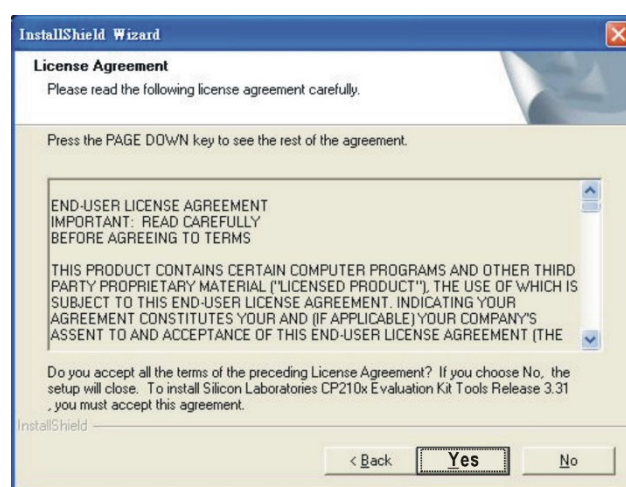 InstallShield Wizard
License Agreement
Please read the following license agreement carefully.
Press the PAGE DOWN key to see the rest of the agreement.
END-USER LICENSE AGREEMENT
IMPORTANT: READ CAREFULLY
BEFORE AGREEING TO TERMS
THIS PRODUCT CONTAINS CERTAIN COMPUTER PROGRAMS AND OTHER THIRD
PARTY PROPRIETARY MATERIAL ("LICENSED PRODUCT"), THE USE OF WHICH IS
SUBJECT TO THIS END-USER LICENSE AGREEMENT. INDICATING YOUR
AGREEMENT CONSTITUTES YOUR AND (IF APPLICABLE) YOUR COMPANY'S
ASSENT TO AND ACCEPTANCE OF THIS END-USER LICENSE AGREEMENT (THE
Do you accept all the terms of the preceding License Agreement? If you choose No, the
setup will close. To install Silicon Laboratories CP210x Evaluation Kit Tools Release 3.31
, you must accept this agreement.
InstallShield
< Back Yes No